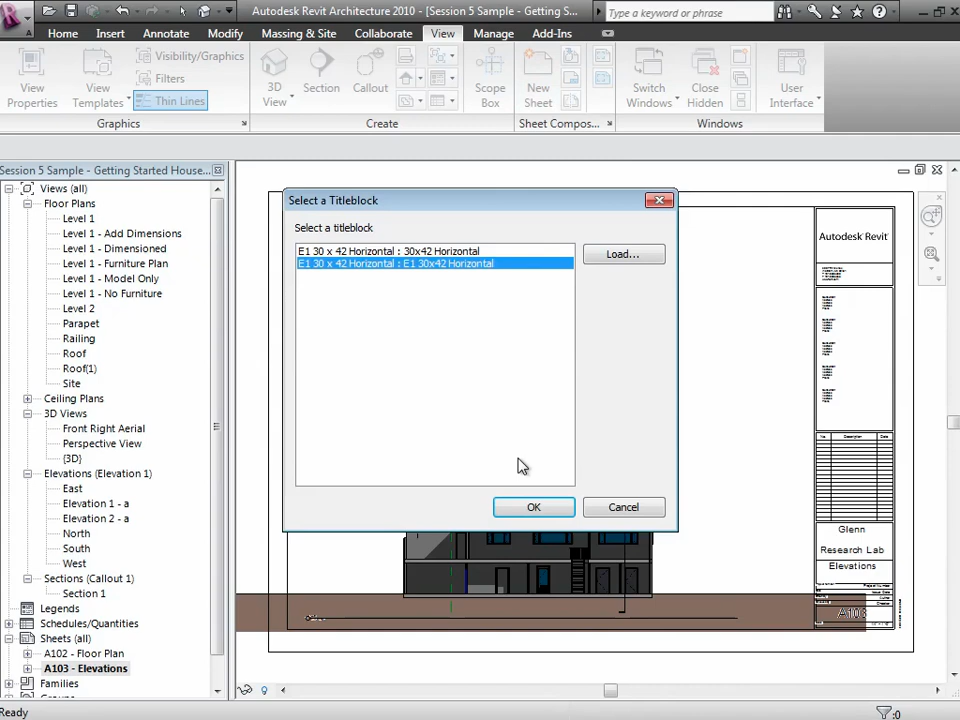 Autodesk Revit Architecture 2010 - [Session 5 Sample - Getting S...
Type a keyword or phrase
Home
Insert
Annotate
Modify
Massing & Site
Collaborate
View
Manage
Add-Ins
View Properties
View Templates
Visibility/Graphics
Filters
Thin Lines
3D View
Section
Callout
Scope Box
New Sheet
Switch Windows
Close Hidden
User Interface
Graphics
Create
Sheet Compos...
Windows
Session 5 Sample - Getting Started House...
Views (all)
Floor Plans
Level 1
Level 1 - Add Dimensions
Level 1 - Dimensioned
Level 1 - Furniture Plan
Level 1 - Model Only
Level 1 - No Furniture
Level 2
Parapet
Railing
Roof
Roof(1)
Site
Ceiling Plans
3D Views
Front Right Aerial
Perspective View
{3D}
Elevations (Elevation 1)
East
Elevation 1 - a
Elevation 2 - a
North
South
West
Sections (Callout 1)
Section 1
Legends
Schedules/Quantities
Sheets (all)
A102 - Floor Plan
A103 - Elevations
Families
Select a Titleblock
Select a titleblock
E1 30 x 42 Horizontal : 30x42 Horizontal
E1 30 x 42 Horizontal : E1 30x42 Horizontal
Load...
OK
Cancel
Autodesk Revit
No.
Description
Date
Glenn
Research Lab
Elevations
A103
Ready
:0